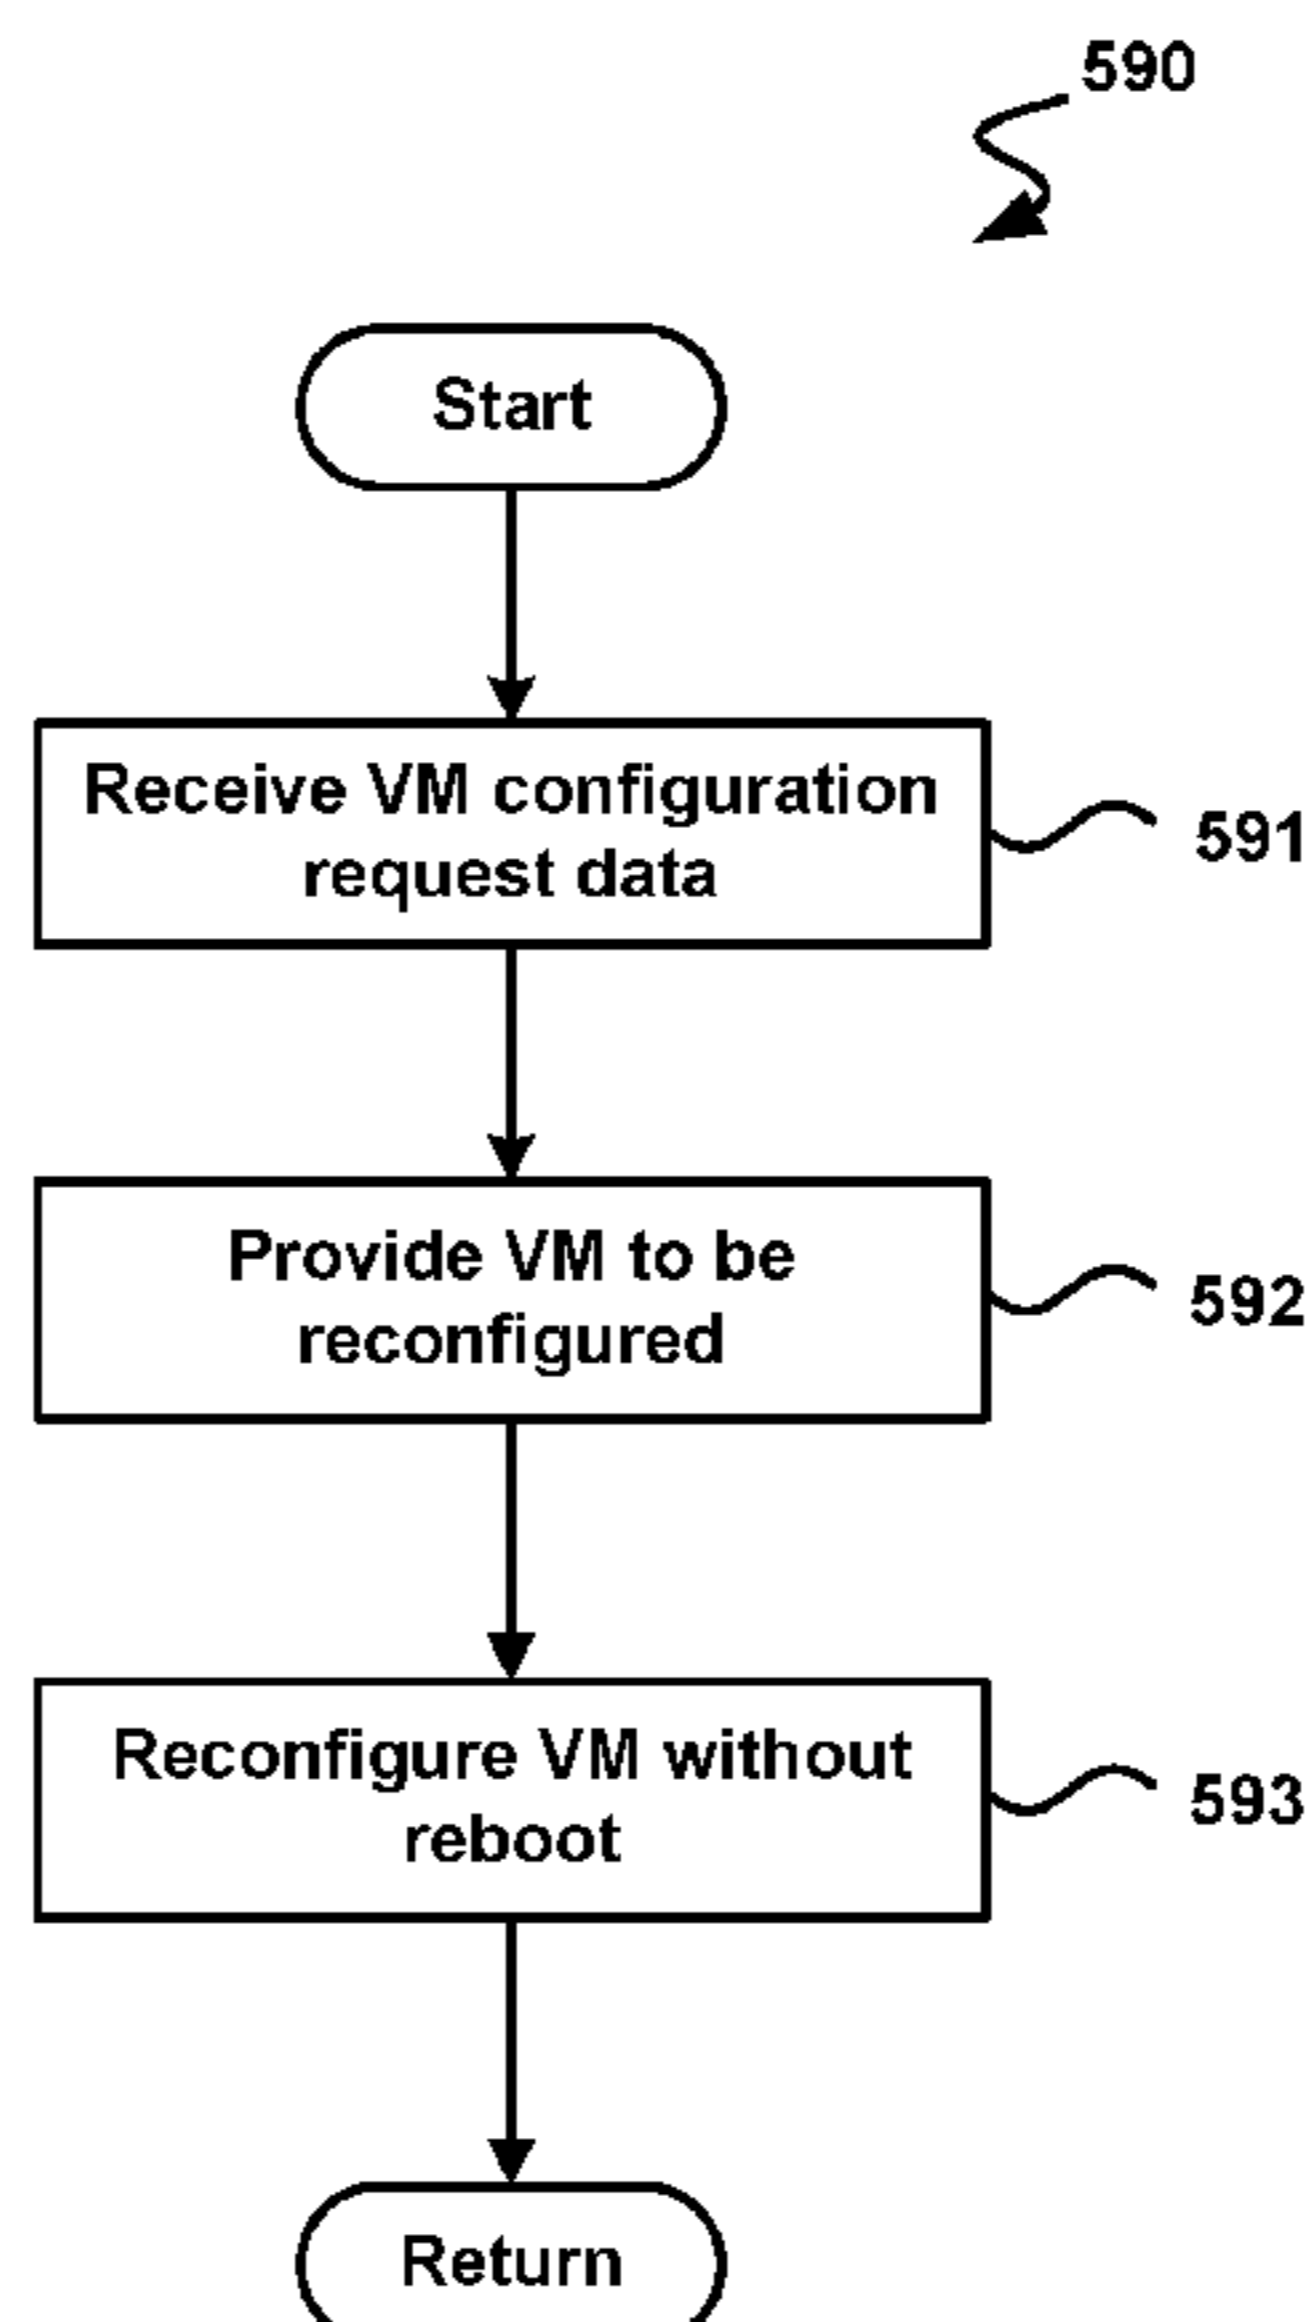 590
Start
Receive VM configuration
request data
591
Provide VM to be
reconfigured
592
Reconfigure VM without
reboot
593
Return